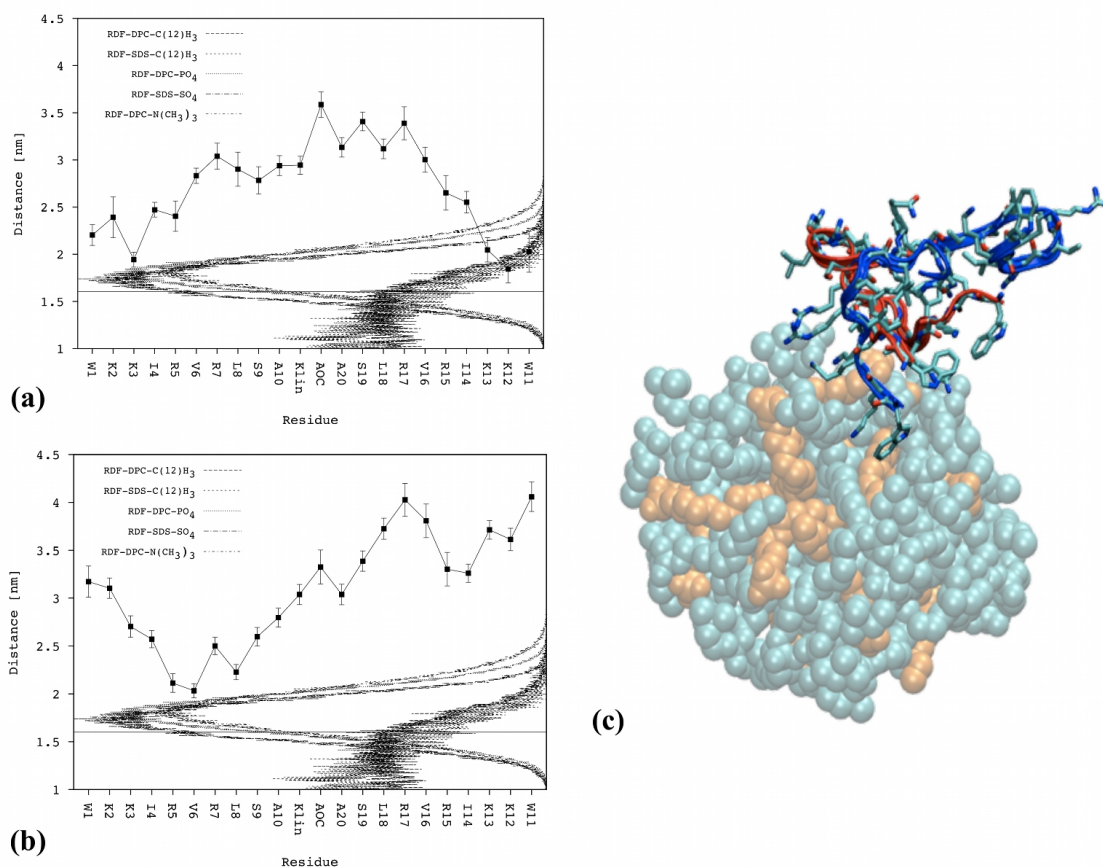 4.5
4
3.5
3
2.5
2
1.5
1
Distance [nm]
RDF-DPC-C(12)H3
RDF-SDS-C(12)H3
RDF-DPC-PO4
RDF-SDS-SO4
RDF-DPC-N(CH3)3
W1 K2 K3 I4 R5 V6 R7 L8 S9 A10 Klin AOC A20 S19 L18 R17 V16 R15 I14 K13 K12 W11
Residue
(a)
4.5
4
3.5
3
2.5
2
1.5
1
Distance [nm]
RDF-DPC-C(12)H3
RDF-SDS-C(12)H3
RDF-DPC-PO4
RDF-SDS-SO4
RDF-DPC-N(CH3)3
W1 K2 K3 I4 R5 V6 R7 L8 S9 A10 Klin AOC A20 S19 L18 R17 V16 R15 I14 K13 K12 W11
Residue
(b)
(c)